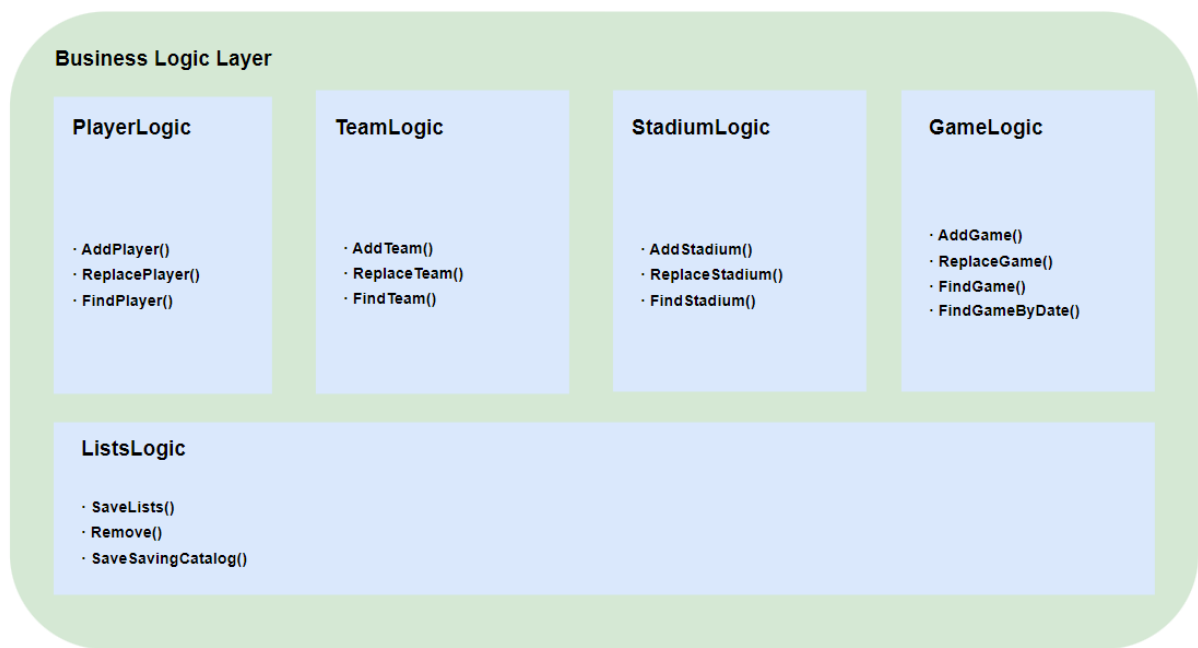 Business Logic Layer
PlayerLogic
· AddPlayer()
· ReplacePlayer()
· FindPlayer()
TeamLogic
· AddTeam()
· ReplaceTeam()
· FindTeam()
StadiumLogic
· AddStadium()
· ReplaceStadium()
· FindStadium()
GameLogic
· AddGame()
· ReplaceGame()
· FindGame()
· FindGameByDate()
ListsLogic
· SaveLists()
· Remove()
· SaveSavingCatalog()